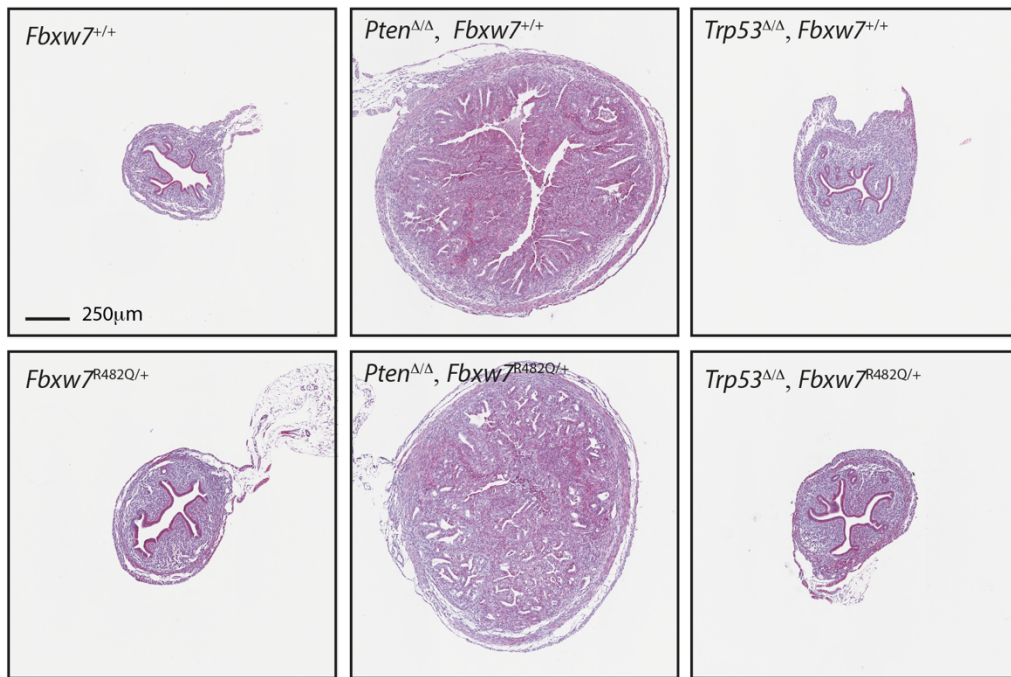 Fbxw7+/+
PtenΔ/Δ, Fbxw7+/+
Trp53Δ/Δ, Fbxw7+/+
250μm
Fbxw7R482Q/+
PtenΔ/Δ, Fbxw7R482Q/+
Trp53Δ/Δ, Fbxw7R482Q/+